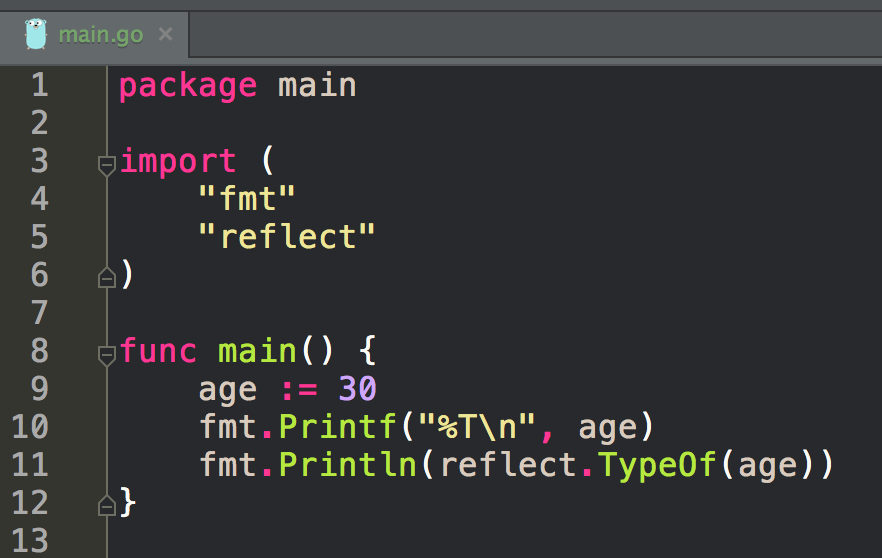 main.go ×
1 package main
2
3 import (
4     "fmt"
5     "reflect"
6 )
7
8 func main() {
9     age := 30
10     fmt.Printf("%T\n", age)
11     fmt.Println(reflect.TypeOf(age))
12 }
13